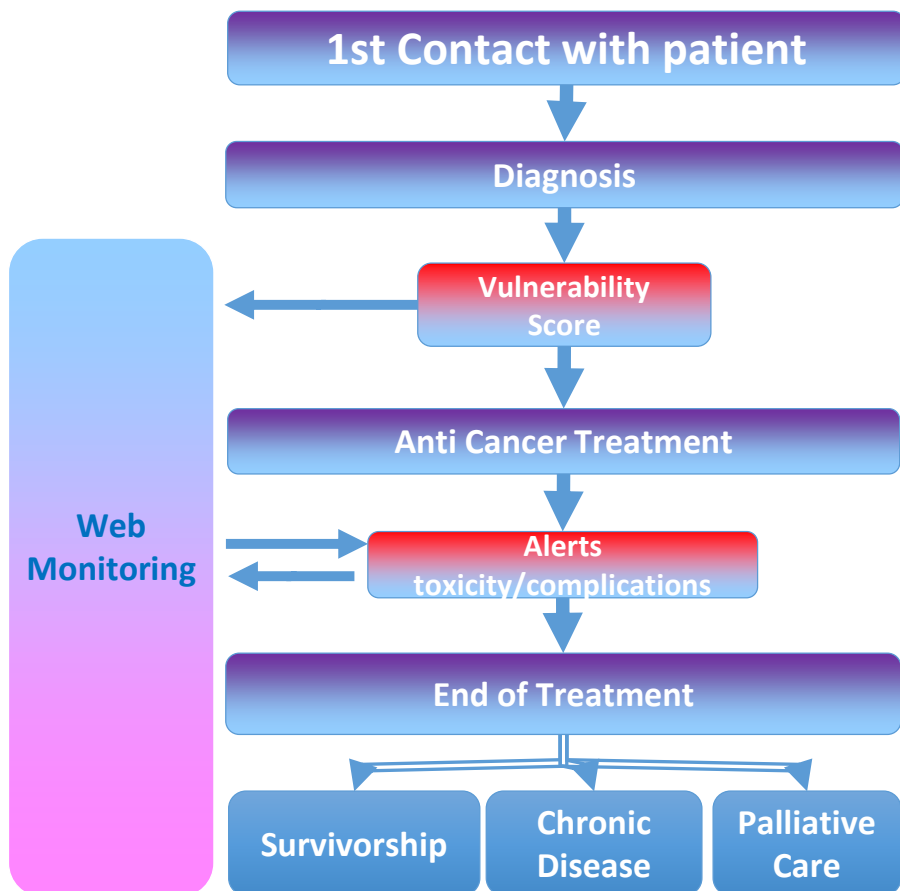 1st Contact with patient
Diagnosis
Vulnerability
Score
Anti Cancer Treatment
Web
Monitoring
Alerts
toxicity/complications
End of Treatment
Survivorship
Chronic
Disease
Palliative
Care